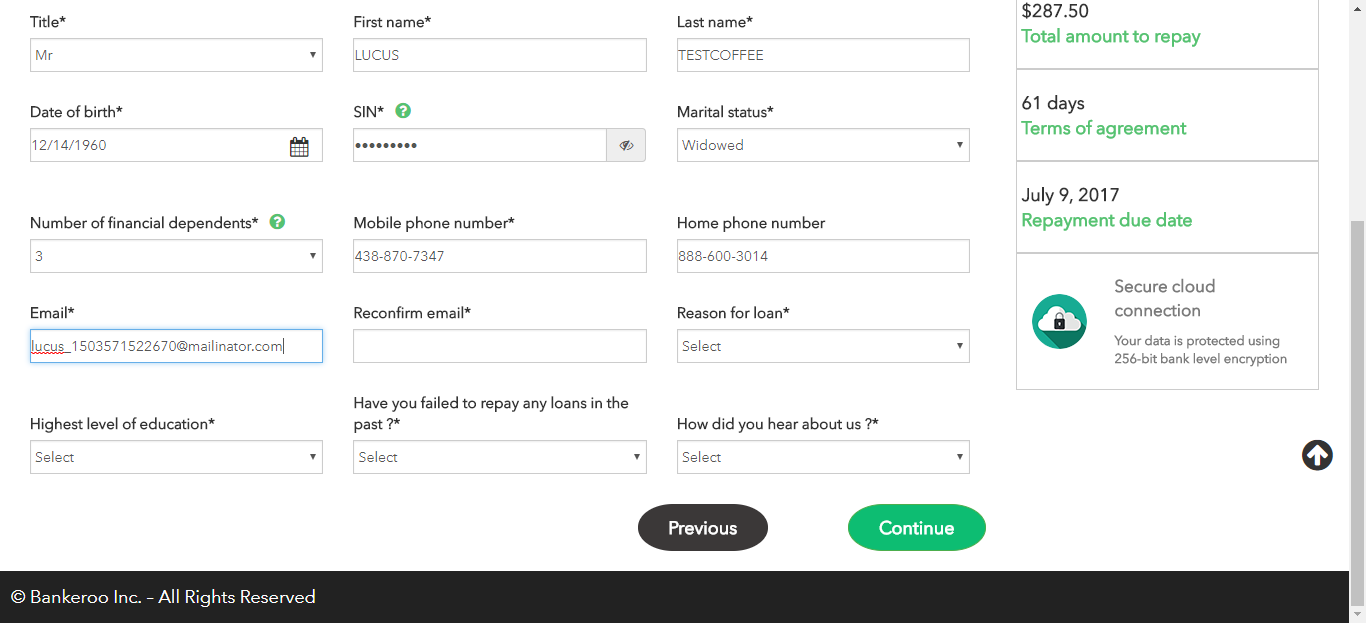 Title*
First name*
Last name*
Mr
LUCUS
TESTCOFFEE
Date of birth*
SIN* ?
Marital status*
12/14/1960
•••••••••
Widowed
Number of financial dependents* ?
Mobile phone number*
Home phone number
3
438-870-7347
888-600-3014
Email*
Reconfirm email*
Reason for loan*
lucus_1503571522670@mailinator.com
Select
Highest level of education*
Have you failed to repay any loans in the
past ?*
How did you hear about us ?*
Select
Select
Select
Previous
Continue
$287.50
Total amount to repay
61 days
Terms of agreement
July 9, 2017
Repayment due date
Secure cloud
connection
Your data is protected using
256-bit bank level encryption
© Bankeroo Inc. – All Rights Reserved